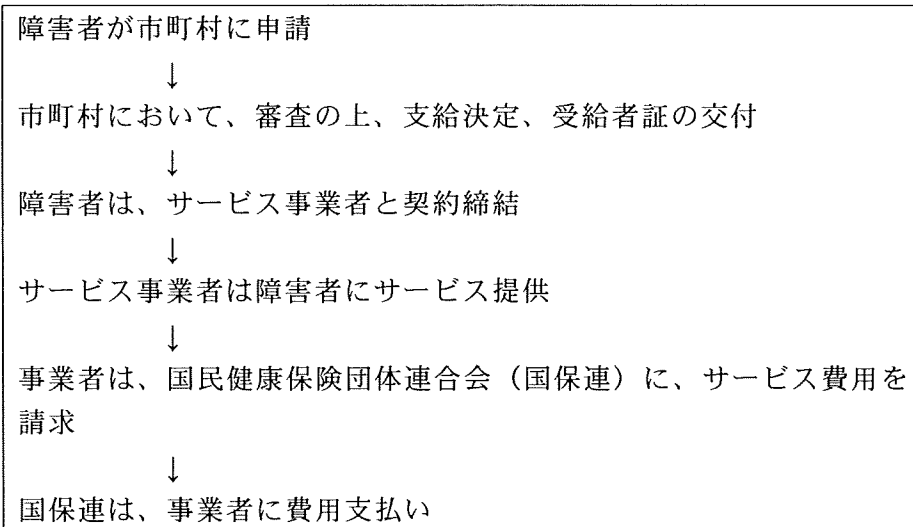 障害者が市町村に申請
↓
市町村において、審査の上、支給決定、受給者証の交付
↓
障害者は、サービス事業者と契約締結
↓
サービス事業者は障害者にサービス提供
↓
事業者は、国民健康保険団体連合会（国保連）に、サービス費用を
請求
↓
国保連は、事業者に費用支払い